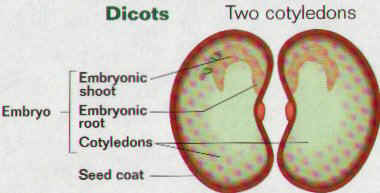 Dicots
Two cotyledons
Embryonic
shoot
Embryo
Embryonic
root
Cotyledons
Seed coat